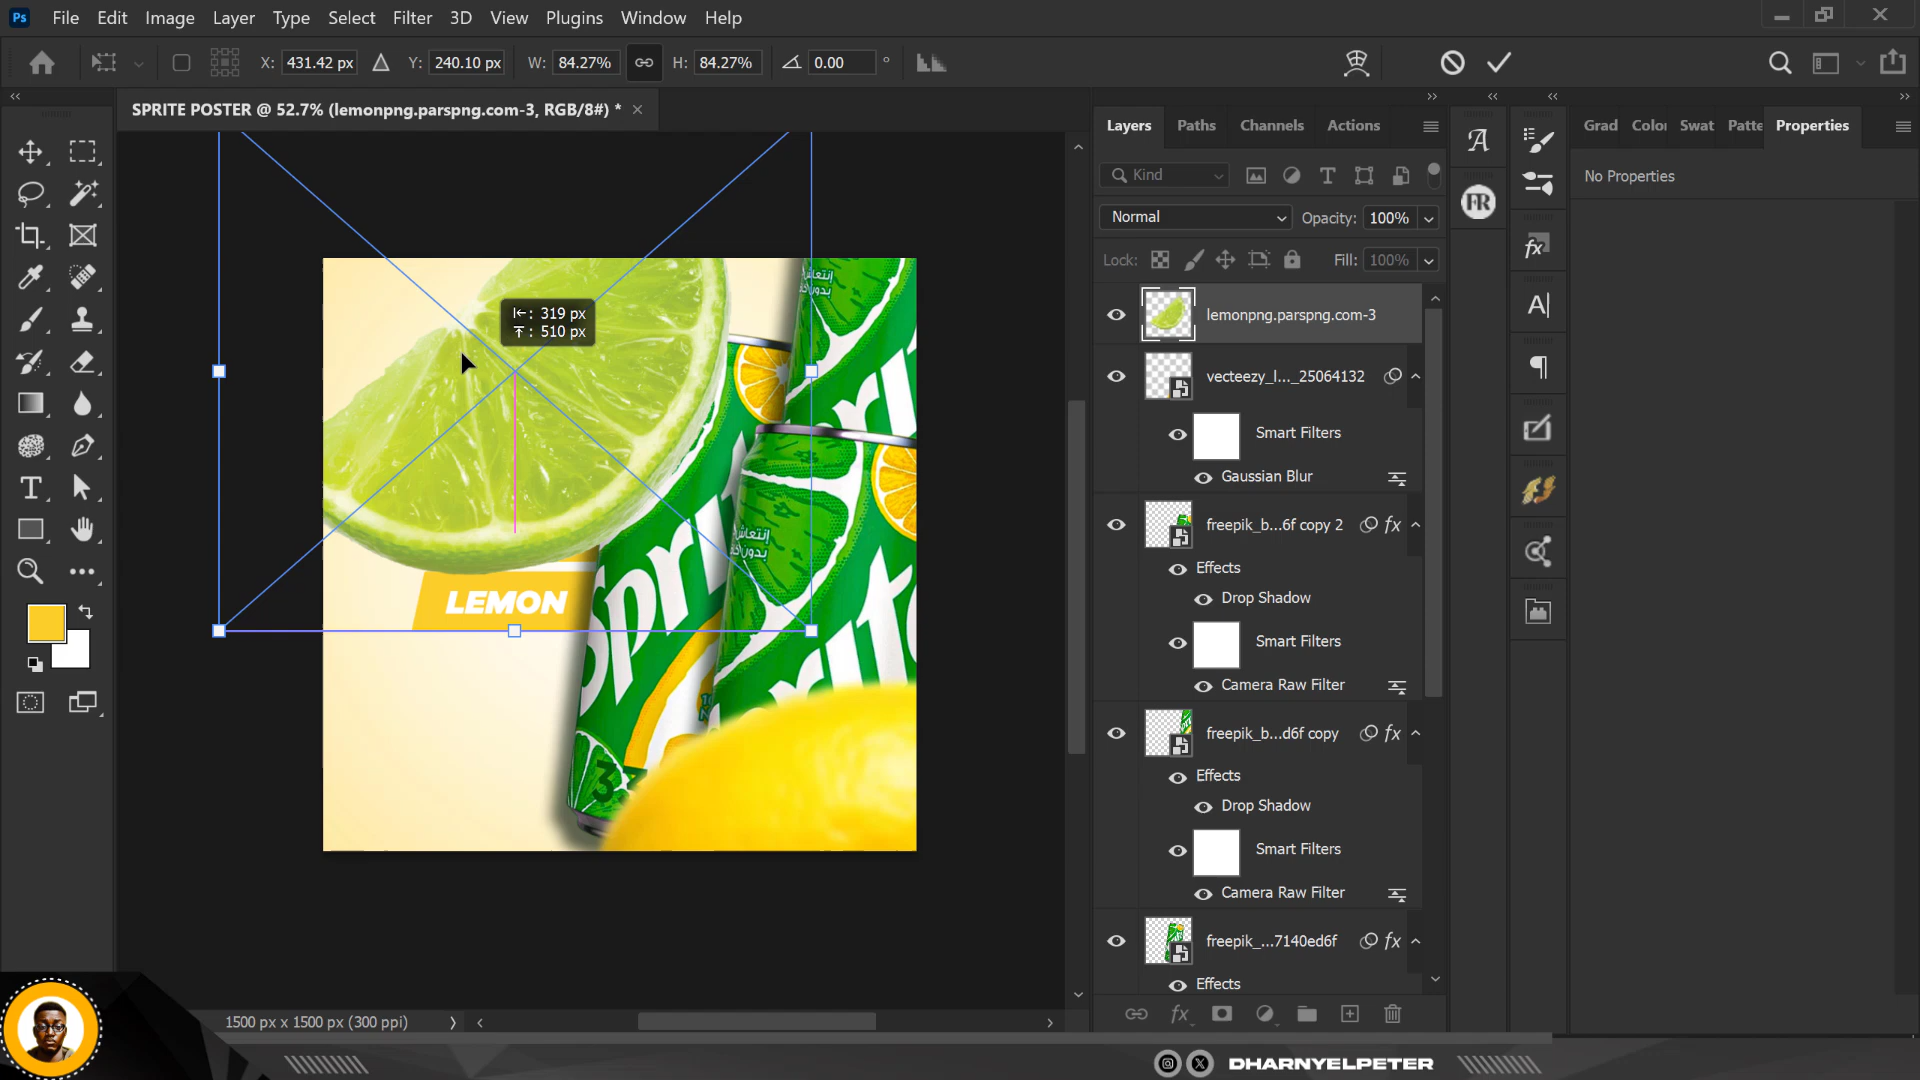 Ps File Edit Image Layer Type Select Filter 3D View Plugins Window Help
X: 431.42 px Y: 240.10 px W: 84.27% H: 84.27% 0.00 °
SPRITE POSTER @ 52.7% (lemonpng.parspng.com-3, RGB/8#) * ×
Layers Paths Channels Actions
Grad Color Swat Patte Properties
No Properties
Kind
Normal Opacity: 100%
Lock: Fill: 100%
lemonpng.parspng.com-3
vecteezy_l..._25064132
Smart Filters
Gaussian Blur
freepik_b...6f copy 2
Effects
Drop Shadow
Smart Filters
Camera Raw Filter
freepik_b...d6f copy
Effects
Drop Shadow
Smart Filters
Camera Raw Filter
freepik_...7140ed6f
Effects
319 px
510 px
LEMON
1500 px x 1500 px (300 ppi)
DHARNYELPETER